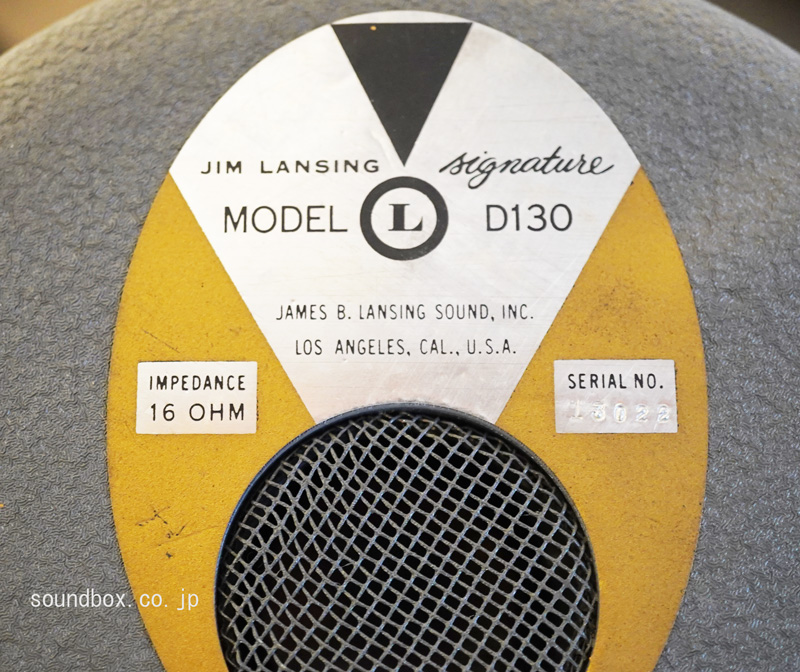 JIM LANSING signature
MODEL L D130
JAMES B. LANSING SOUND, INC.
LOS ANGELES, CAL., U.S.A.
IMPEDANCE
16 OHM
SERIAL NO.
13022
soundbox.co.jp